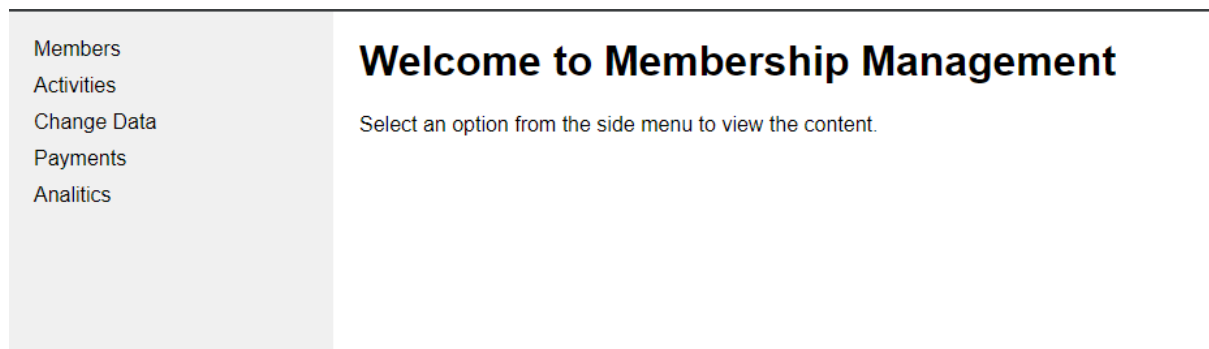 Members
Activities
Change Data
Payments
Analitics
Welcome to Membership Management
Select an option from the side menu to view the content.